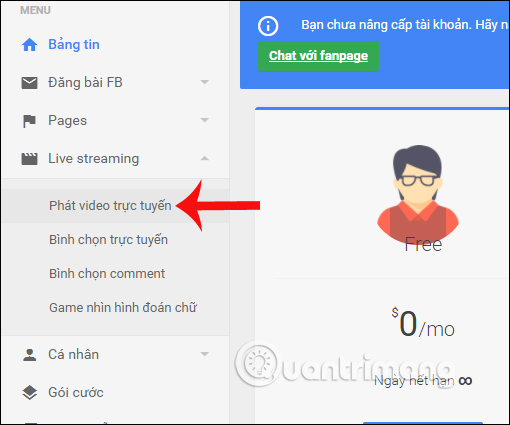 MENU
Bảng tin
Đăng bài FB
Pages
Live streaming
Phát video trực tuyến
Bình chọn trực tuyến
Bình chọn comment
Game nhìn hình đoán chữ
Cá nhân
Gói cước
Bạn chưa nâng cấp tài khoản. Hãy n
Chat với fanpage
Free
$0/mo
Quantrimang
Ngày hết hạn ∞